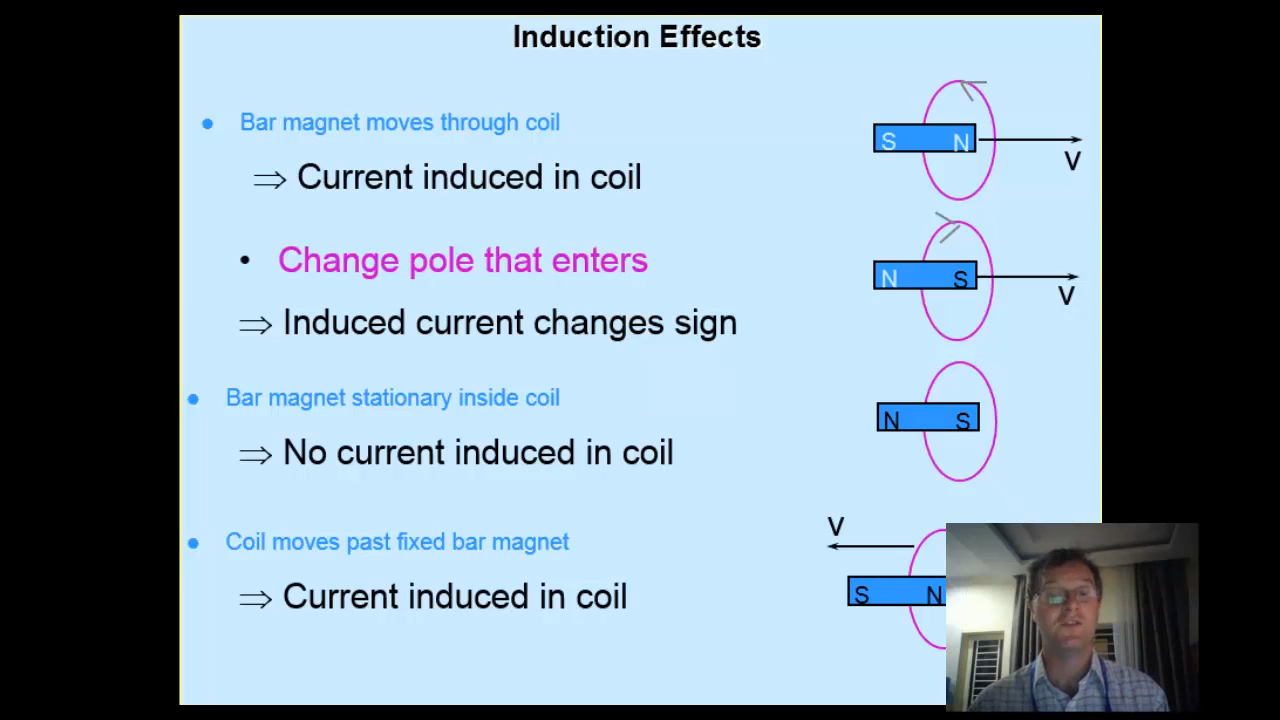 Induction Effects
• Bar magnet moves through coil
⇒ Current induced in coil
S N
v
• Change pole that enters
⇒ Induced current changes sign
N S
v
• Bar magnet stationary inside coil
⇒ No current induced in coil
N S
• Coil moves past fixed bar magnet
⇒ Current induced in coil
v
S N